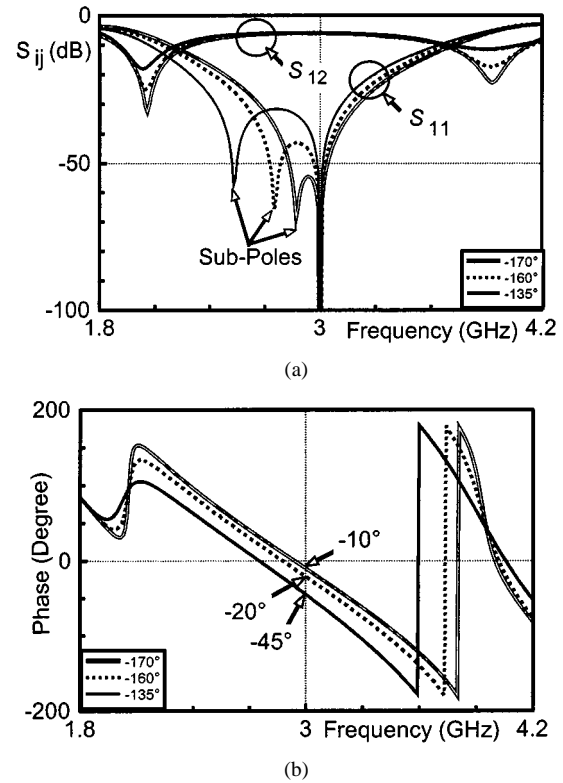 0
S ij (dB)
S 12
S 11
-50
Sub-Poles
-170°
-160°
-135°
-100
1.8
3
Frequency (GHz)
4.2
(a)
200
Phase (Degree)
-10°
0
-20°
-45°
-170°
-160°
-135°
-200
1.8
3
Frequency (GHz)
4.2
(b)